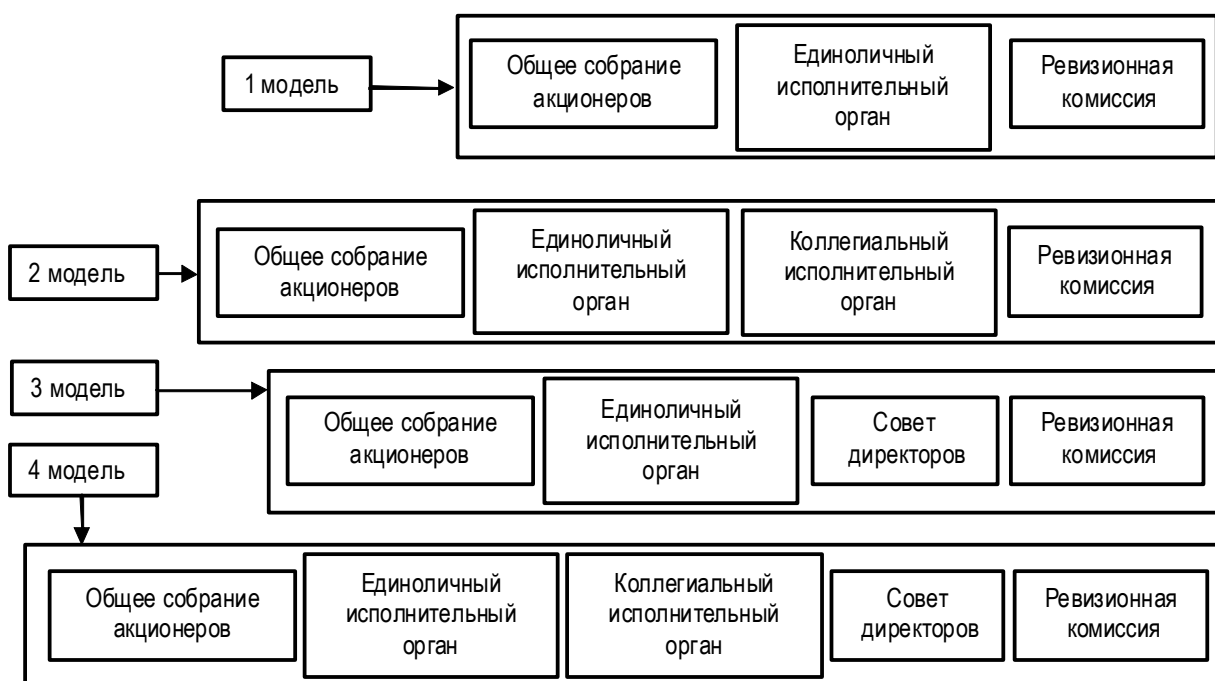 1 модель
Общее собрание
акционеров
Единоличный
исполнительный
орган
Ревизионная
комиссия
2 модель
Общее собрание
акционеров
Единоличный
исполнительный
орган
Коллегиальный
исполнительный
орган
Ревизионная
комиссия
3 модель
Общее собрание
акционеров
Единоличный
исполнительный
орган
Совет
директоров
Ревизионная
комиссия
4 модель
Общее собрание
акционеров
Единоличный
исполнительный
орган
Коллегиальный
исполнительный
орган
Совет
директоров
Ревизионная
комиссия